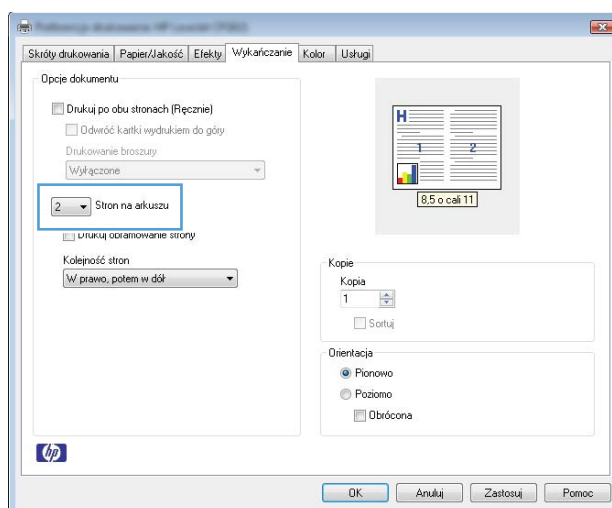 Skróty drukowania Papier/Jakość Efekty Wykańczanie Kolor Usługi
Opcje dokumentu
Drukuj po obu stronach (Ręcznie)
Odwróć kartki wydrukiem do góry
Drukowanie broszury
Wyłączone
2 Stron na arkuszu
Drukuj obramowanie strony
Kolejność stron
W prawo, potem w dół
H
1 2
8,5 o cali 11
Kopie
Kopia
1
Sortuj
Orientacja
Pionowo
Poziomo
Obrócona
hp
OK Anuluj Zastosuj Pomoc